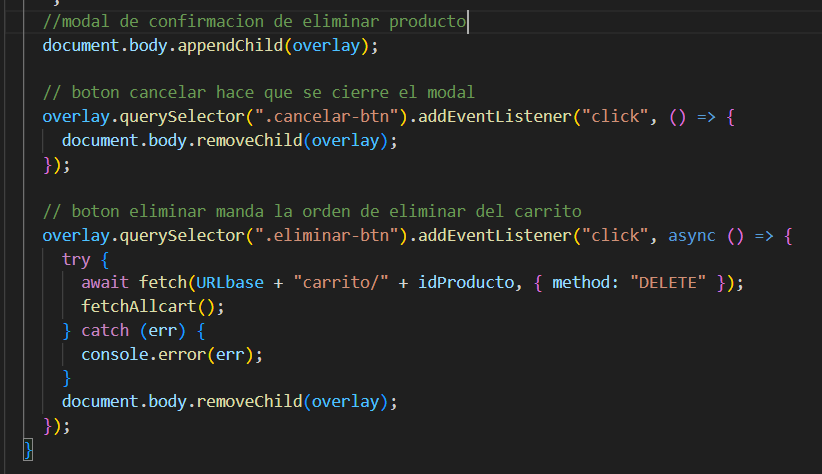 //modal de confirmacion de eliminar producto
document.body.appendChild(overlay);
// boton cancelar hace que se cierre el modal
overlay.querySelector(".cancelar-btn").addEventListener("click", () => {
document.body.removeChild(overlay);
});
// boton eliminar manda la orden de eliminar del carrito
overlay.querySelector(".eliminar-btn").addEventListener("click", async () => {
try {
await fetch(URLbase + "carrito/" + idProducto, { method: "DELETE" });
fetchAllcart();
} catch (err) {
console.error(err);
}
document.body.removeChild(overlay);
});
}